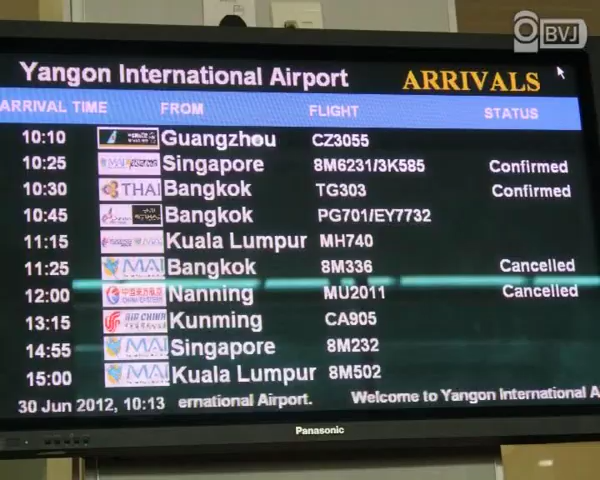 BVJ
Yangon International Airport ARRIVALS
ARRIVAL TIME FROM FLIGHT STATUS
10:10 Guangzhou CZ3055
10:25 MAI Singapore 8M6231/3K585 Confirmed
10:30 THAI Bangkok TG303 Confirmed
10:45 Bangkok PG701/EY7732
11:15 Kuala Lumpur MH740
11:25 MAI Bangkok 8M336 Cancelled
12:00 Nanning MU2011 Cancelled
13:15 AIR CHINA Kunming CA905
14:55 MAI Singapore 8M232
15:00 MAI Kuala Lumpur 8M502
30 Jun 2012, 10:13 ernational Airport. Welcome to Yangon International A
Panasonic